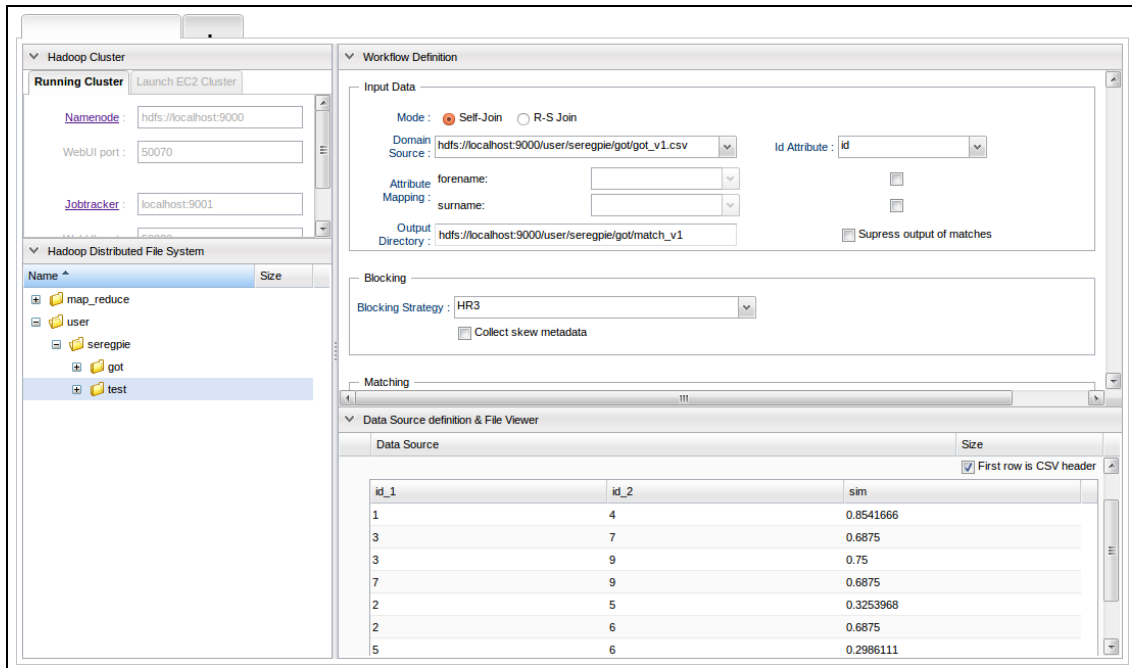 Hadoop Cluster
Running Cluster Launch EC2 Cluster
Namenode : hdfs://localhost:9000
WebUI port : 50070
Jobtracker : localhost:9001
Hadoop Distributed File System
Name Size
map_reduce
user
seregpie
got
test
Workflow Definition
Input Data
Mode : Self-Join R-S Join
Domain Source : hdfs://localhost:9000/user/seregpie/got/got_v1.csv Id Attribute : id
Attribute Mapping : forename:
surname:
Output Directory : hdfs://localhost:9000/user/seregpie/got/match_v1 Supress output of matches
Blocking
Blocking Strategy : HR3
Collect skew metadata
Matching
Data Source definition & File Viewer
Data Source Size
First row is CSV header
id_1 id_2 sim
1 4 0.8541666
3 7 0.6875
3 9 0.75
7 9 0.6875
2 5 0.3253968
2 6 0.6875
5 6 0.2986111